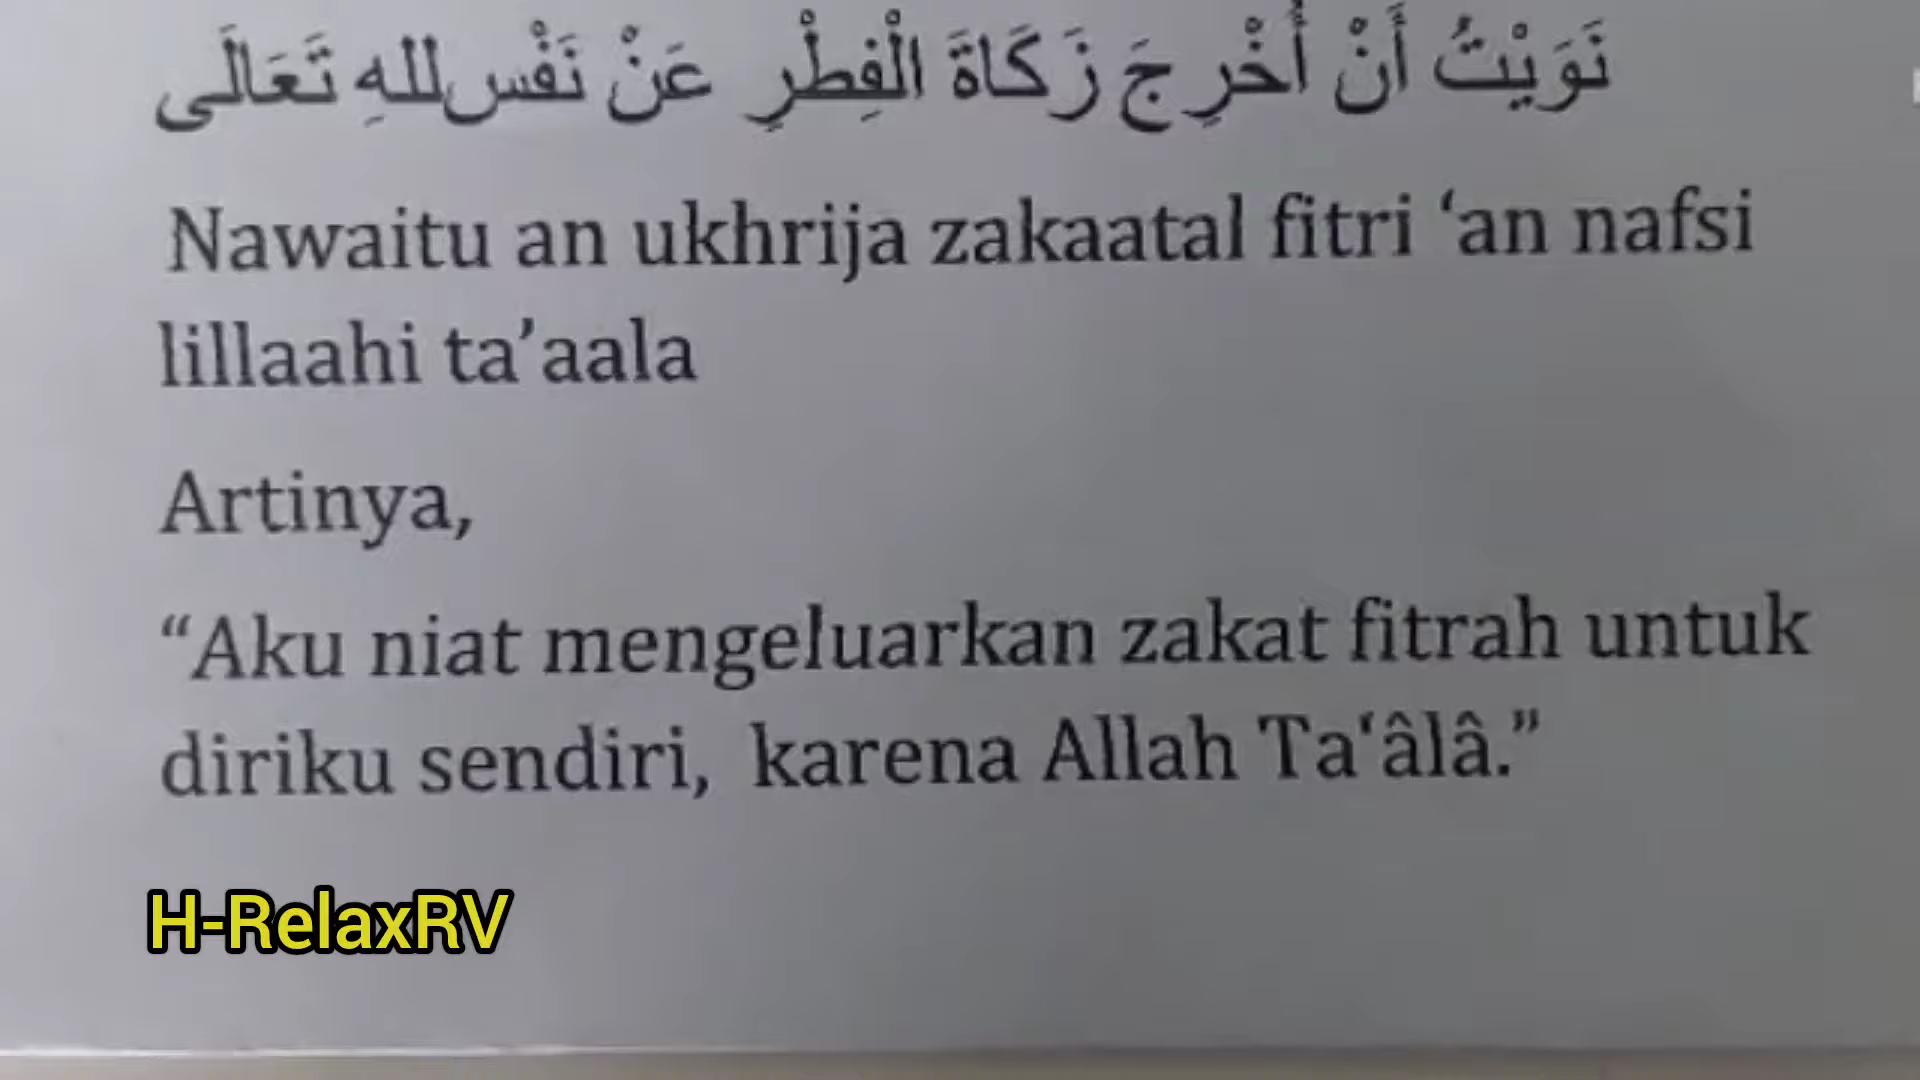 نَوَيْتُ أَنْ أُخْرِجَ زَكَاةَ الْفِطْرِ عَنْ نَفْسِ للهِ تَعَالَى
Nawaitu an ukhrija zakaatal fitri ‘an nafsi
lillaahi ta’aala
Artinya,
“Aku niat mengeluarkan zakat fitrah untuk
diriku sendiri, karena Allah Ta‘âlâ.”
H-RelaxRV